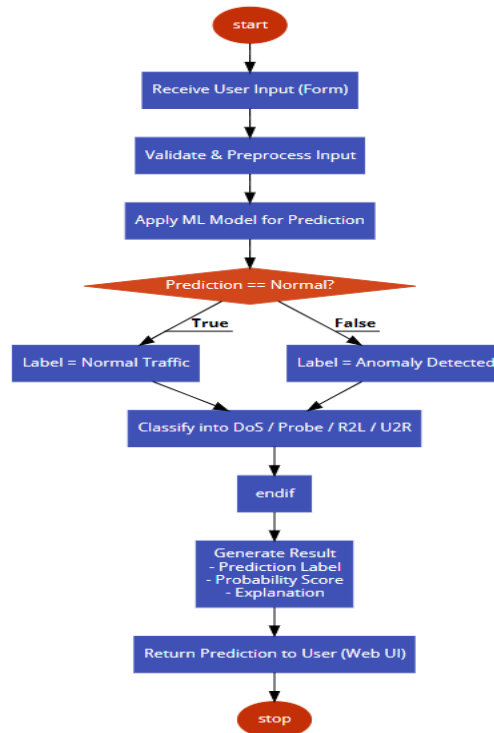 start
Receive User Input (Form)
Validate & Preprocess Input
Apply ML Model for Prediction
Prediction == Normal?
True
False
Label = Normal Traffic
Label = Anomaly Detected
Classify into DoS / Probe / R2L / U2R
endif
Generate Result
- Prediction Label
- Probability Score
- Explanation
Return Prediction to User (Web UI)
stop